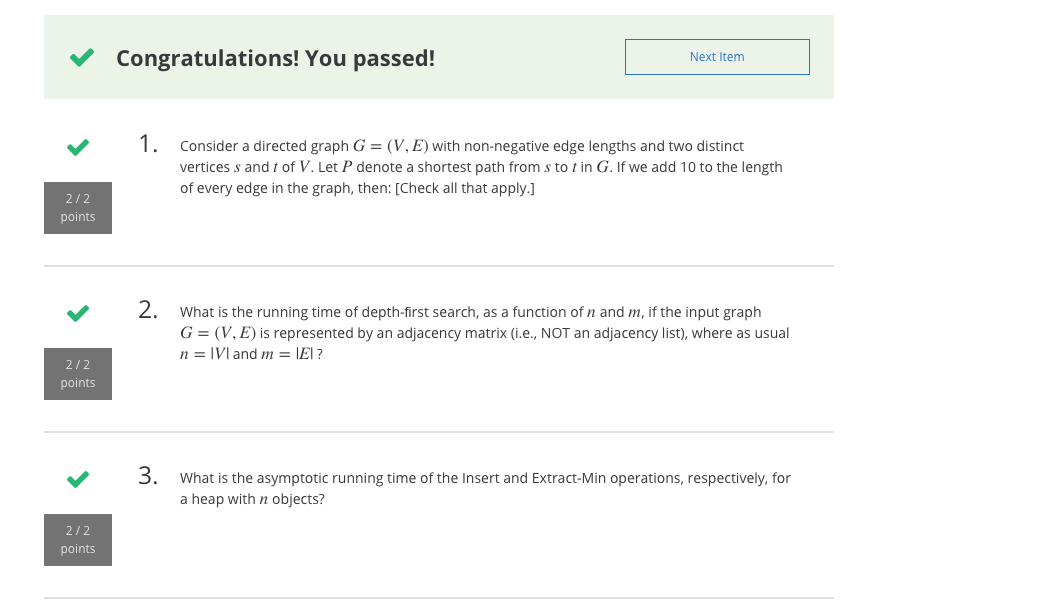 Congratulations! You passed!
Next Item
1.
Consider a directed graph G = (V, E) with non-negative edge lengths and two distinct
vertices s and t of V. Let P denote a shortest path from s to t in G. If we add 10 to the length
of every edge in the graph, then: [Check all that apply.]
2 / 2
points
2.
What is the running time of depth-first search, as a function of n and m, if the input graph
G = (V, E) is represented by an adjacency matrix (i.e., NOT an adjacency list), where as usual
n = |V| and m = |E| ?
2 / 2
points
3.
What is the asymptotic running time of the Insert and Extract-Min operations, respectively, for
a heap with n objects?
2 / 2
points